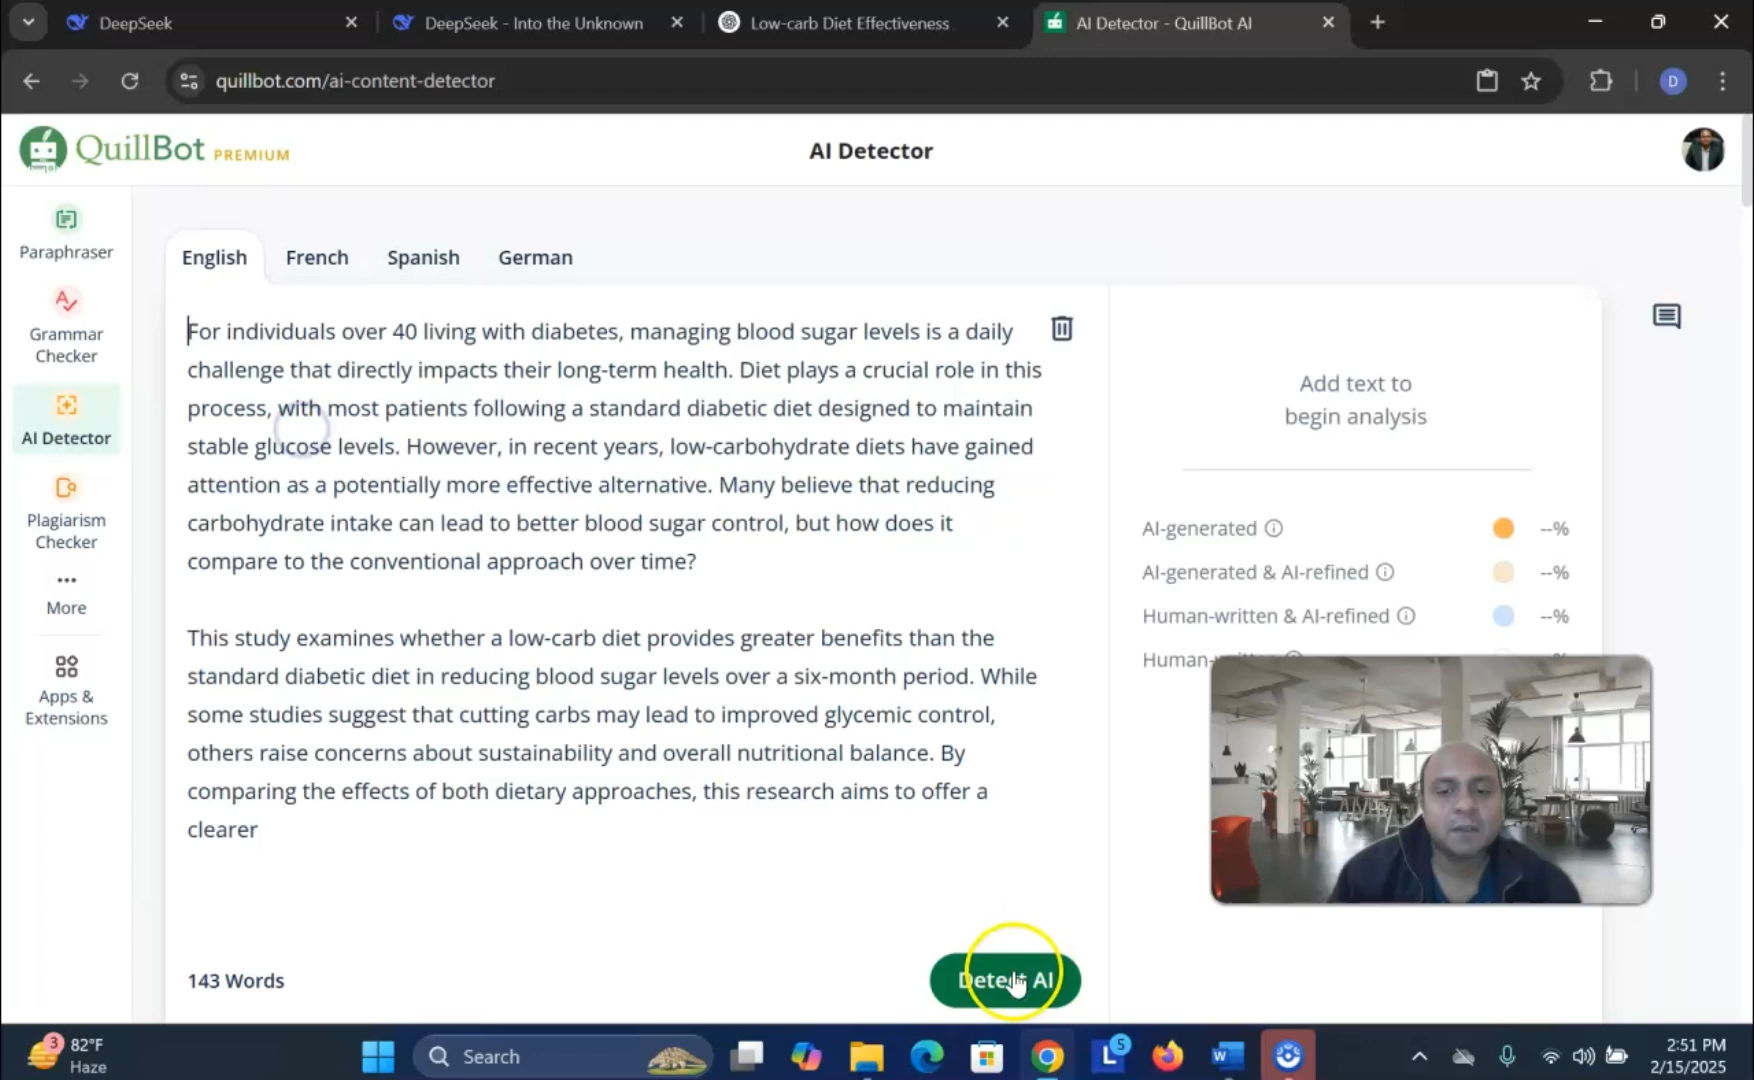 DeepSeek
DeepSeek - Into the Unknown
Low-carb Diet Effectiveness
AI Detector - QuillBot AI
quillbot.com/ai-content-detector
D
QuillBot PREMIUM
AI Detector
Paraphraser
Grammar
Checker
AI Detector
Plagiarism
Checker
More
Apps &
Extensions
English
French
Spanish
German
For individuals over 40 living with diabetes, managing blood sugar levels is a daily
challenge that directly impacts their long-term health. Diet plays a crucial role in this
process, with most patients following a standard diabetic diet designed to maintain
stable glucose levels. However, in recent years, low-carbohydrate diets have gained
attention as a potentially more effective alternative. Many believe that reducing
carbohydrate intake can lead to better blood sugar control, but how does it
compare to the conventional approach over time?
This study examines whether a low-carb diet provides greater benefits than the
standard diabetic diet in reducing blood sugar levels over a six-month period. While
some studies suggest that cutting carbs may lead to improved glycemic control,
others raise concerns about sustainability and overall nutritional balance. By
comparing the effects of both dietary approaches, this research aims to offer a
clearer
143 Words
Detect AI
Add text to
begin analysis
AI-generated --%
AI-generated & AI-refined --%
Human-written & AI-refined --%
3
82°F
Haze
Search
L 5
2:51 PM
2/15/2025